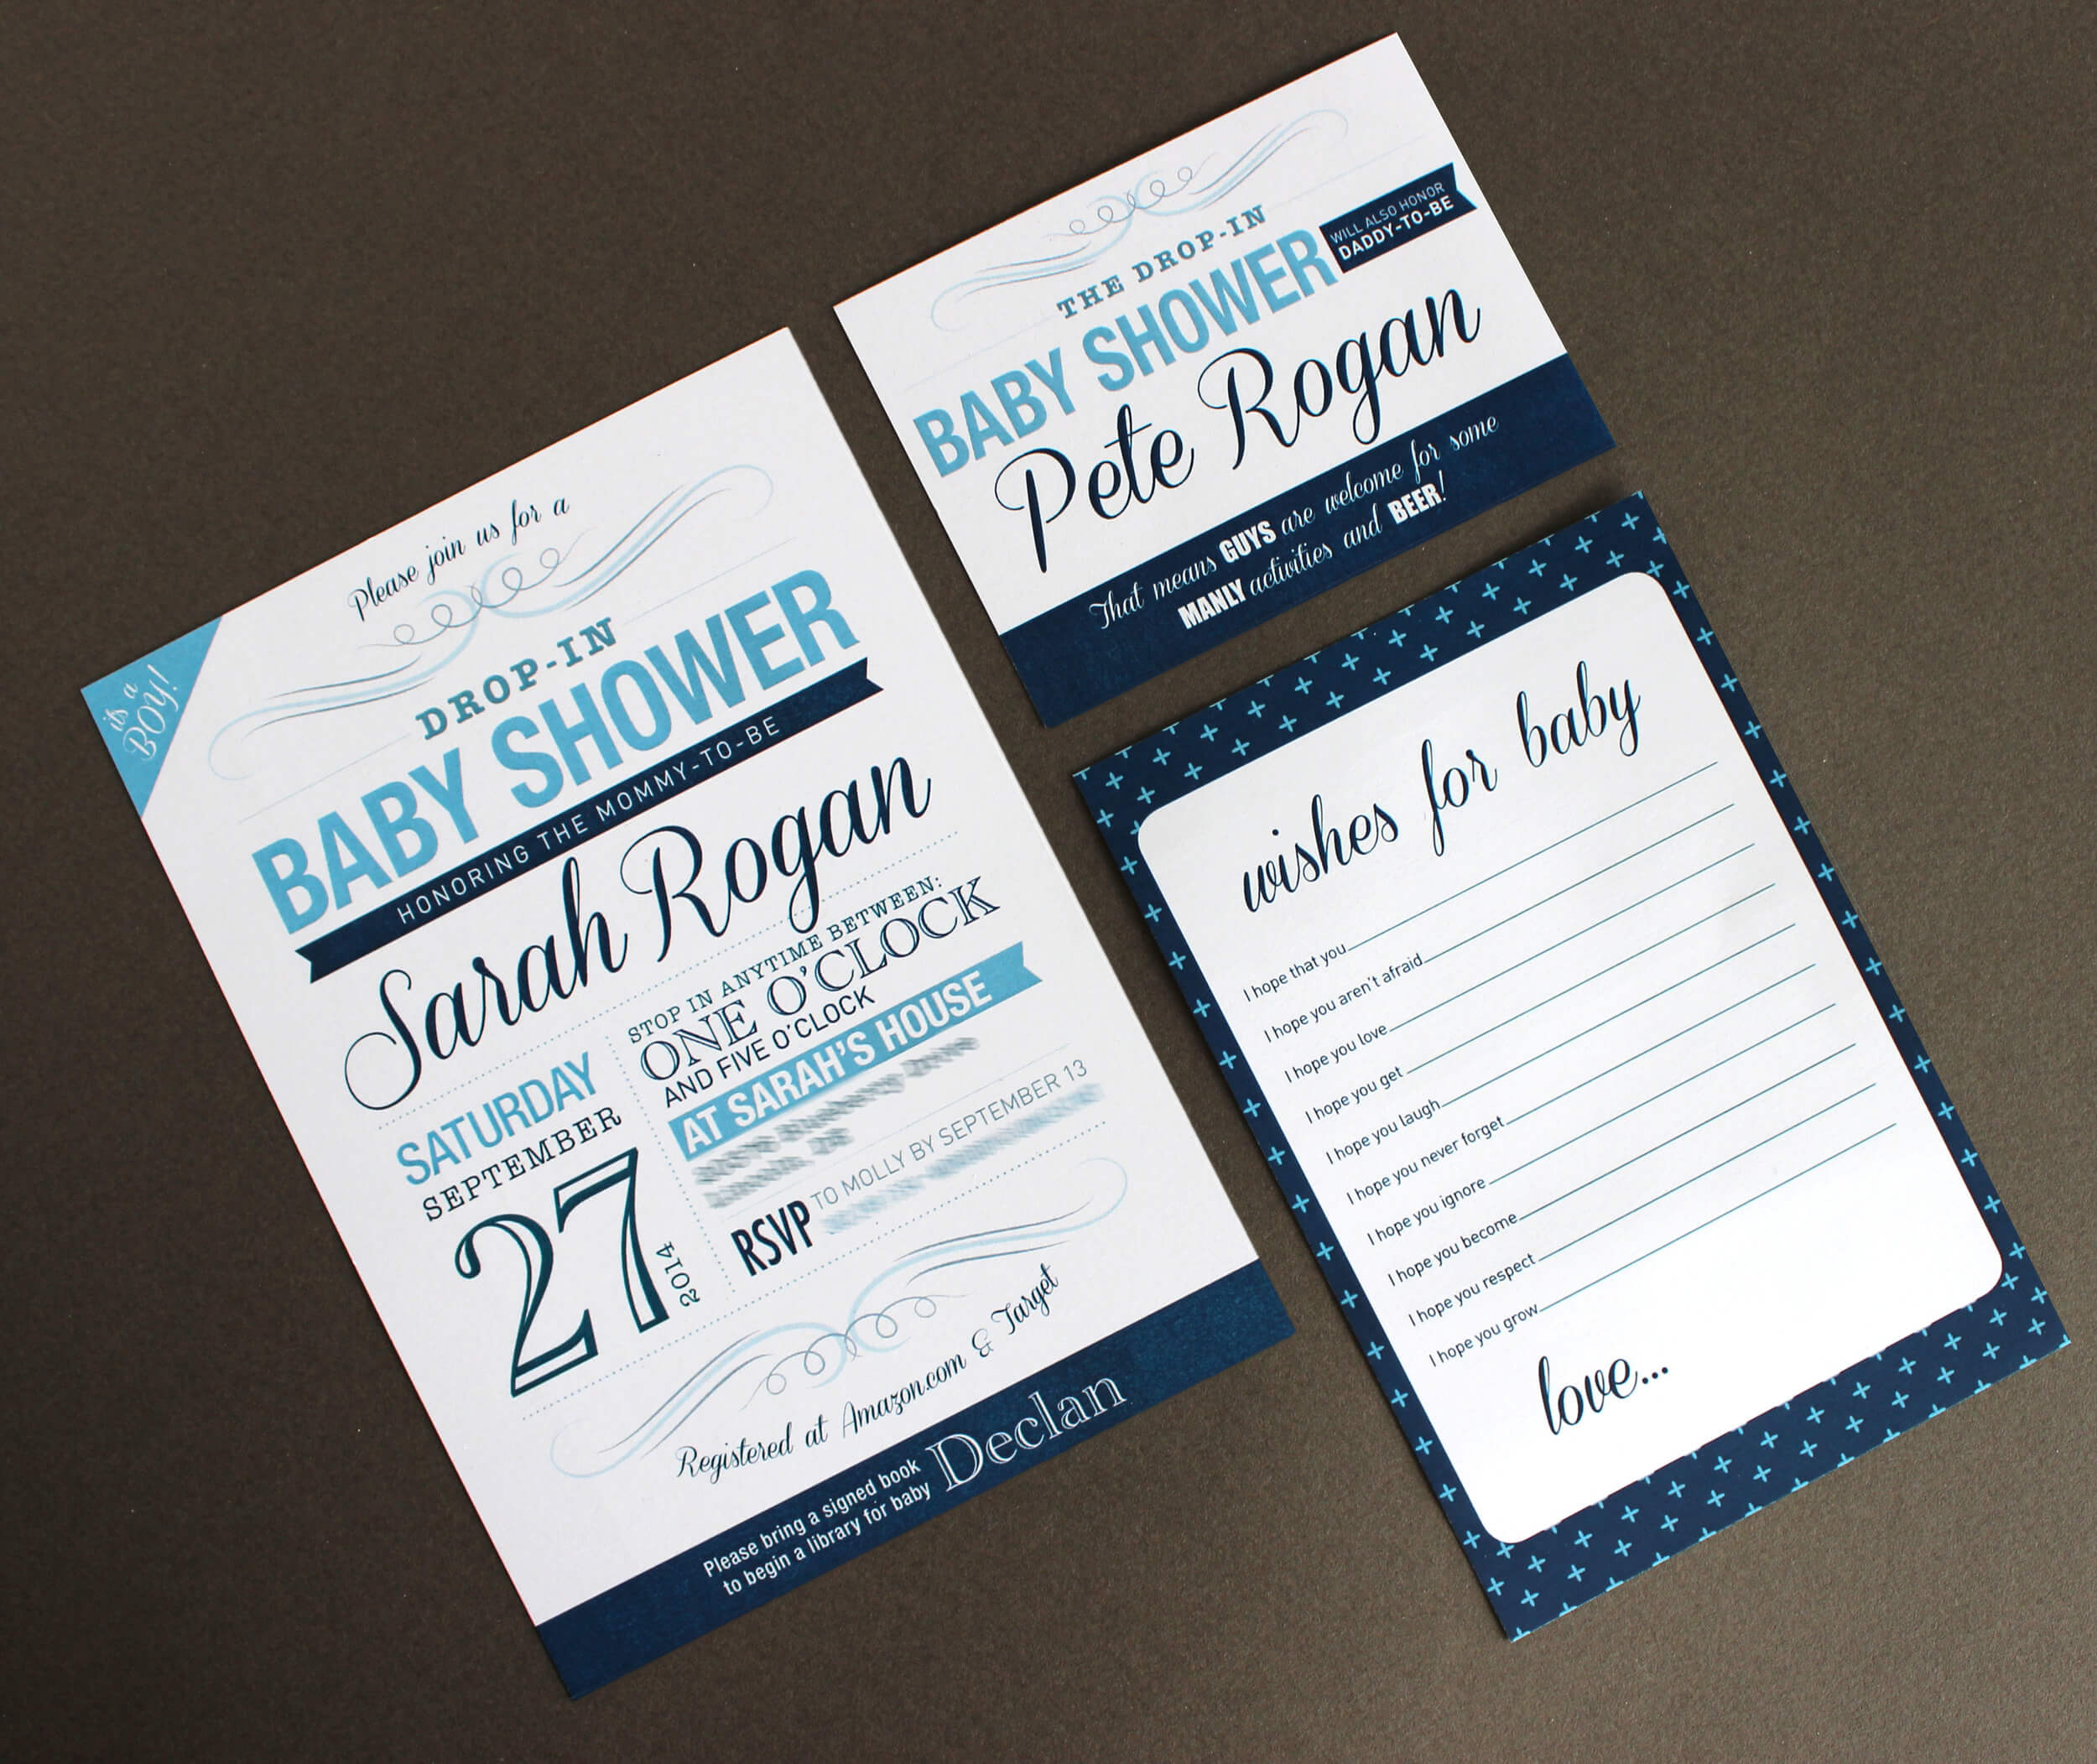 it's a
BOY!
Please join us for a
DROP-IN
BABY SHOWER
HONORING THE MOMMY-TO-BE
Sarah Rogan
SATURDAY
SEPTEMBER
27
2014
STOP IN ANYTIME BETWEEN:
ONE O'CLOCK
AND FIVE O'CLOCK
AT SARAH'S HOUSE
RSVP TO MOLLY BY SEPTEMBER 13
Registered at Amazon.com & Target
Please bring a signed book
to begin a library for baby
Declan
THE DROP-IN
BABY SHOWER
WILL ALSO HONOR
DADDY-TO-BE
Pete Rogan
That means GUYS are welcome for some
MANLY activities and BEER!
wishes for baby
I hope that you
I hope you aren't afraid
I hope you love
I hope you get
I hope you laugh
I hope you never forget
I hope you ignore
I hope you become
I hope you respect
I hope you grow
love...